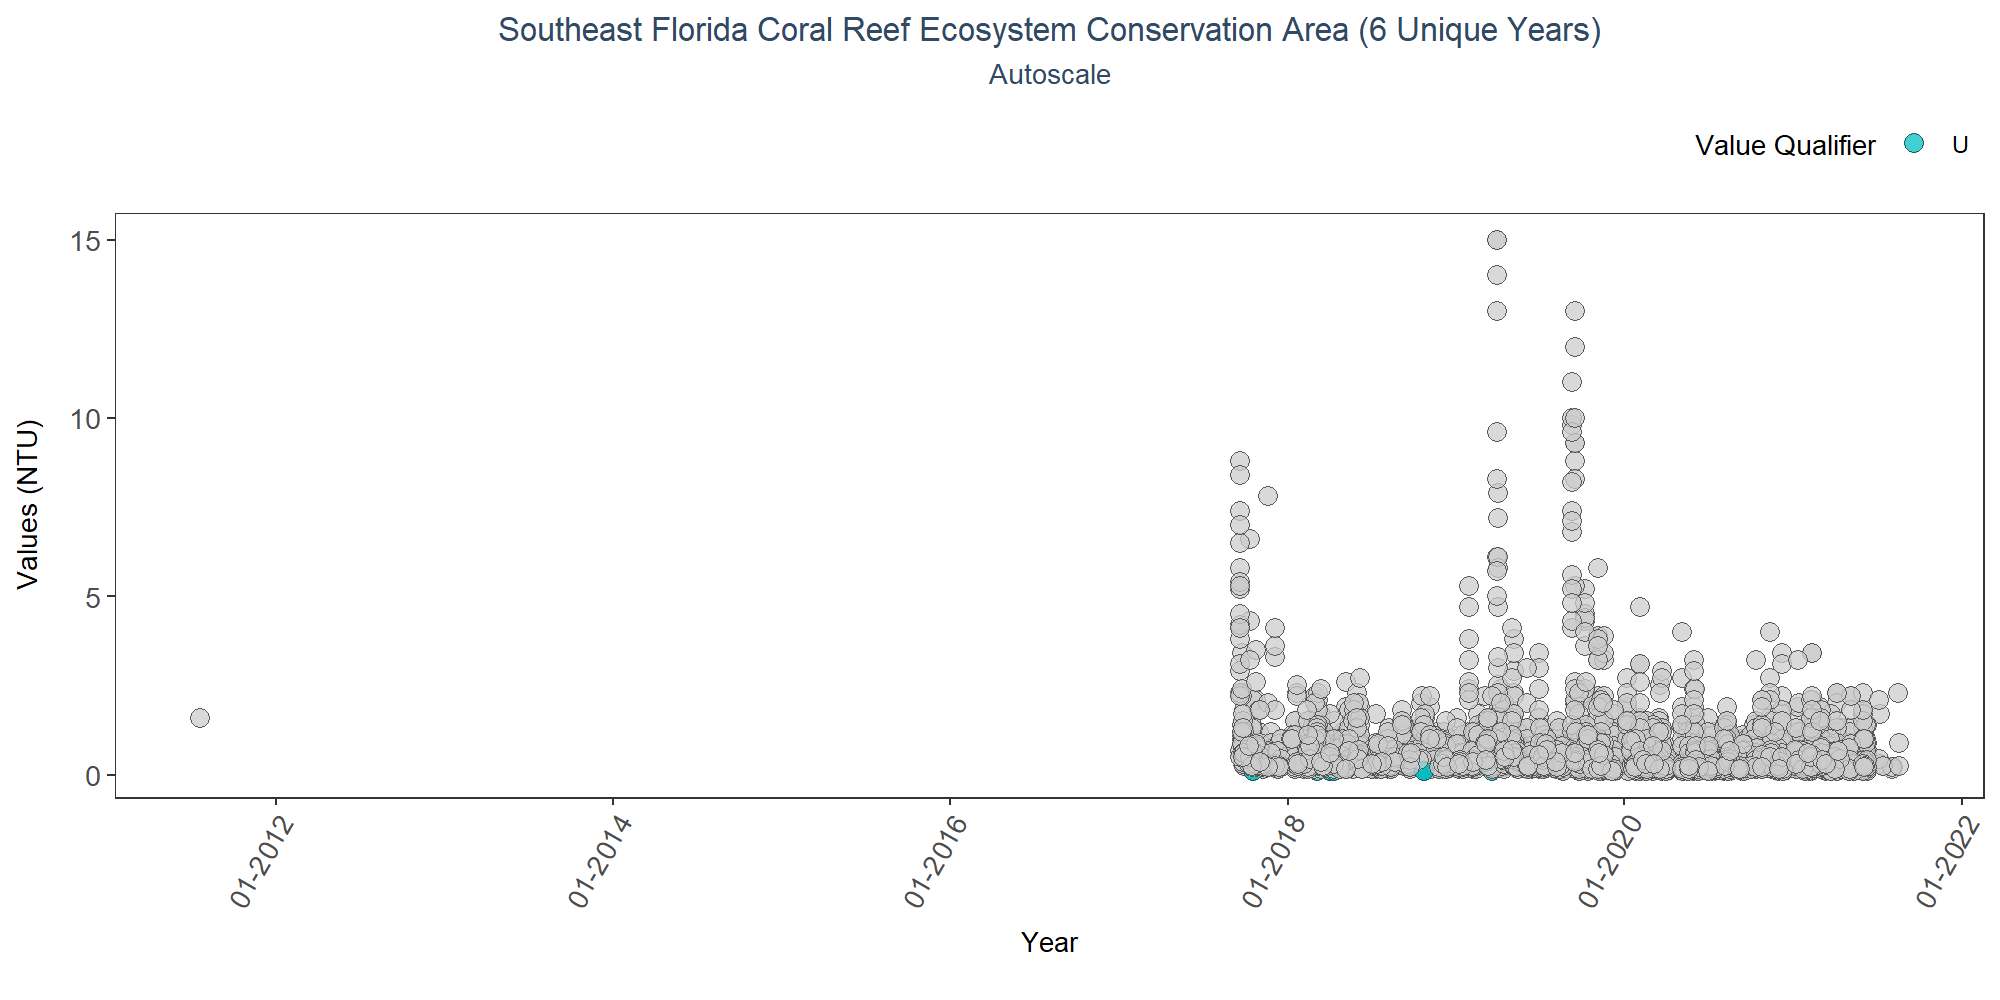 Southeast Florida Coral Reef Ecosystem Conservation Area (6 Unique Years)
Autoscale
Value Qualifier U
15
10
5
0
Values (NTU)
01-2012
01-2014
01-2016
01-2018
01-2020
01-2022
Year